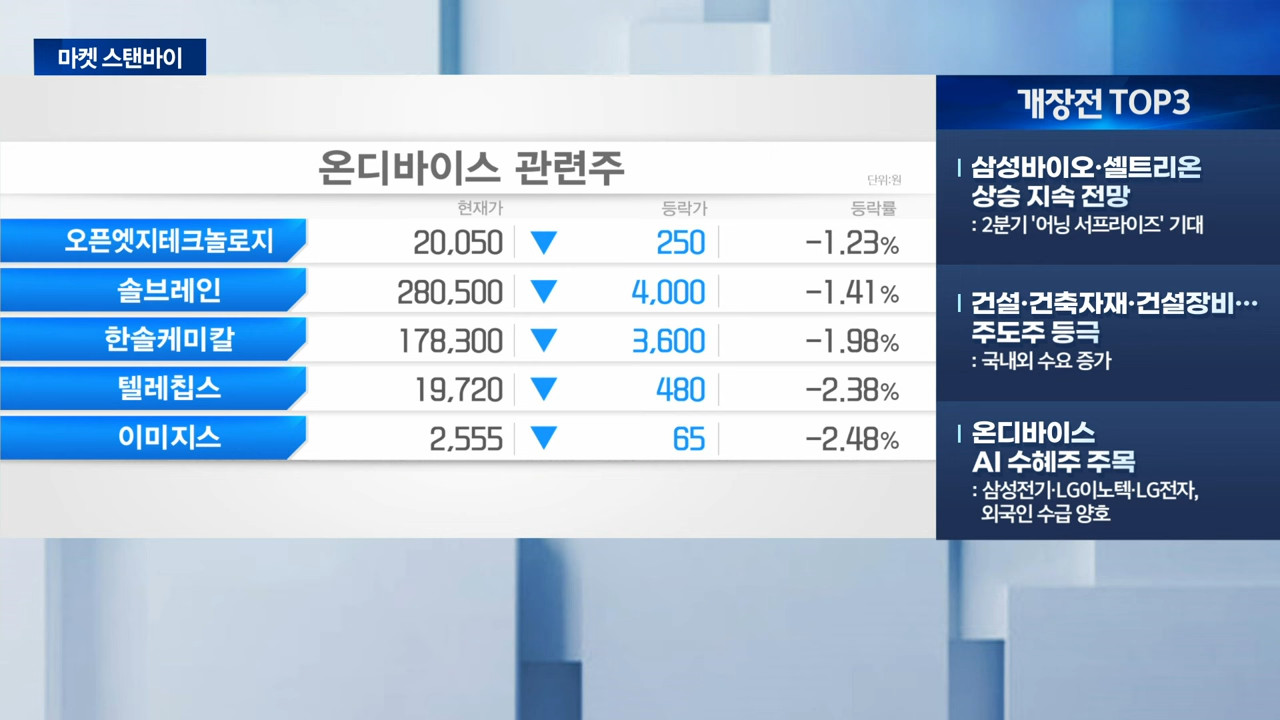 마켓 스탠바이
온디바이스 관련주
단위:원
현재가 등락가 등락률
오픈엣지테크놀로지 20,050 ▼ 250 -1.23%
솔브레인 280,500 ▼ 4,000 -1.41%
한솔케미칼 178,300 ▼ 3,600 -1.98%
텔레칩스 19,720 ▼ 480 -2.38%
이미지스 2,555 ▼ 65 -2.48%
개장전 TOP3
삼성바이오·셀트리온
상승 지속 전망
: 2분기 '어닝 서프라이즈' 기대
건설·건축자재·건설장비…
주도주 등극
: 국내외 수요 증가
온디바이스
AI 수혜주 주목
: 삼성전기·LG이노텍·LG전자,
외국인 수급 양호